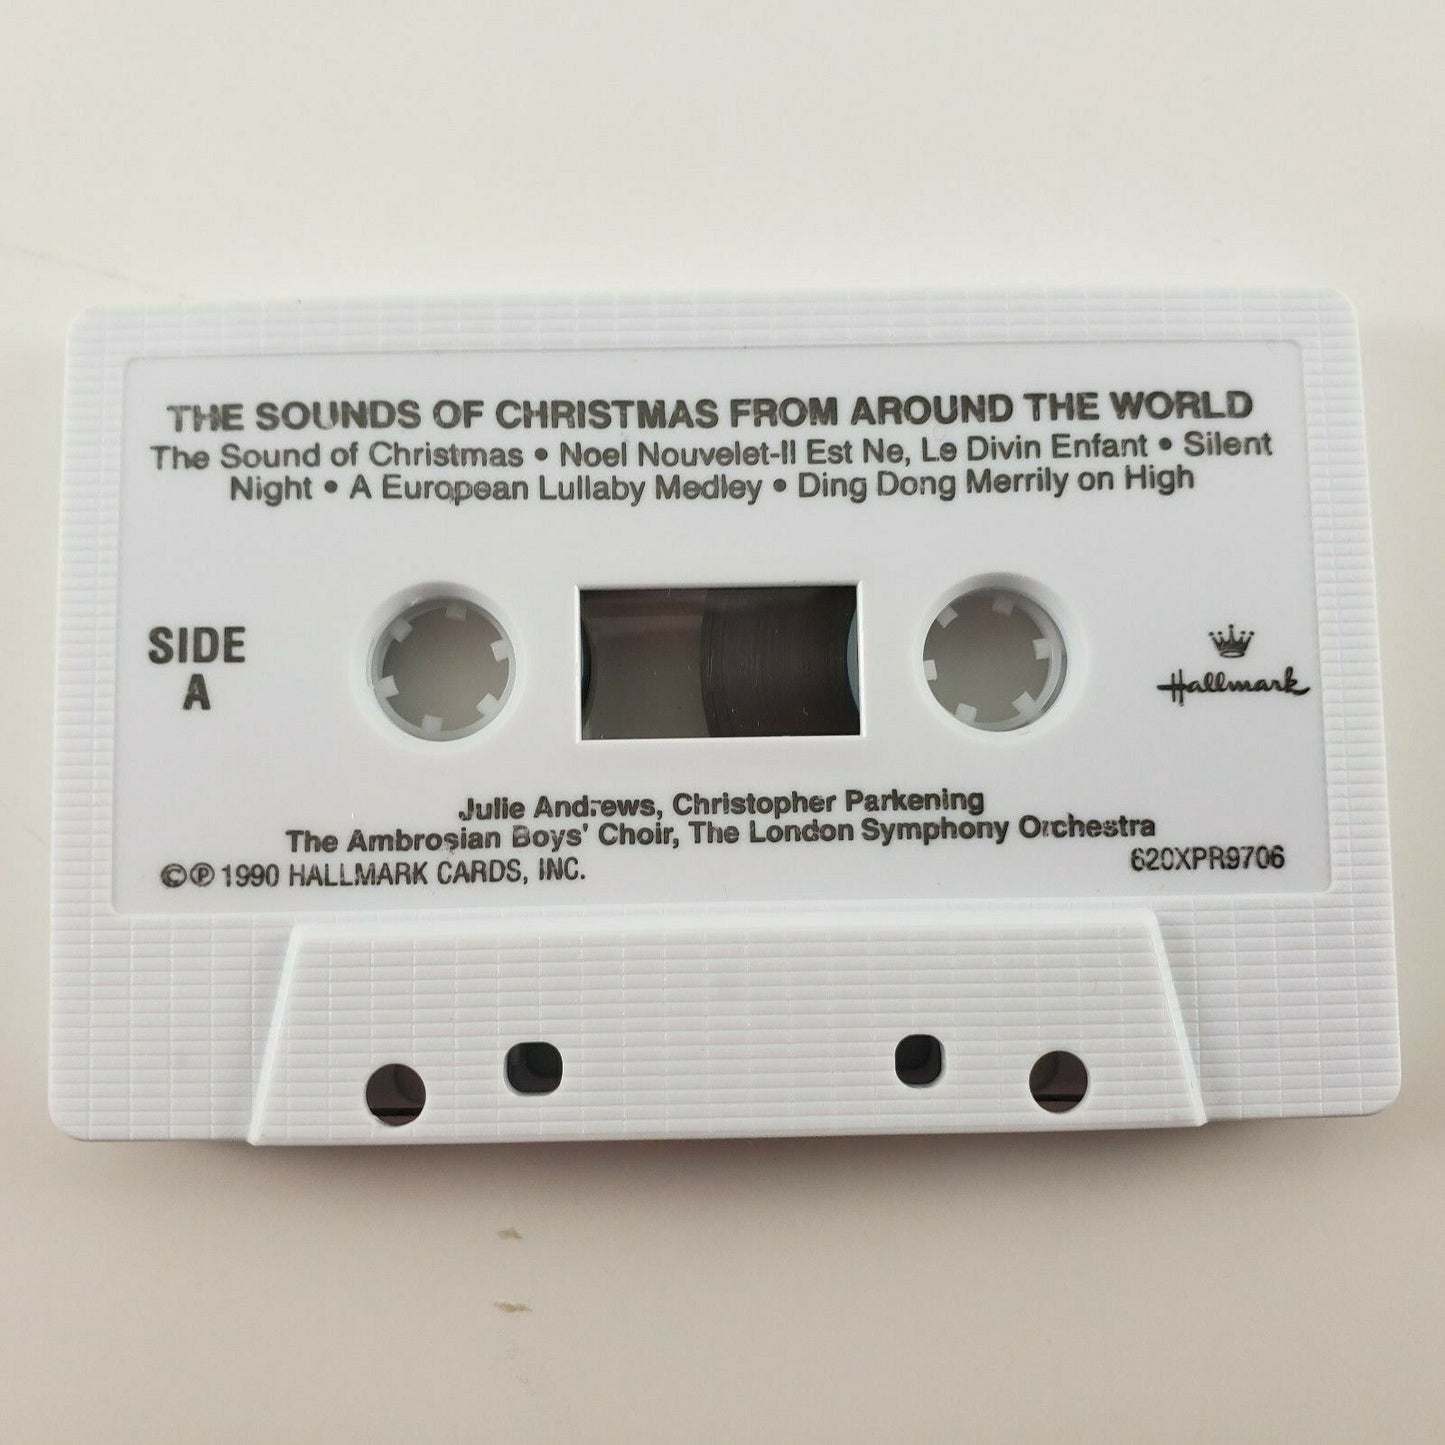 THE SOUNDS OF CHRISTMAS FROM AROUND THE WORLD
The Sound of Christmas • Noel Nouvelet-Il Est Ne, Le Divin Enfant • Silent
Night • A European Lullaby Medley • Ding Dong Merrily on High
SIDE
A
Hallmark
Julie Andrews, Christopher Parkening
The Ambrosian Boys' Choir, The London Symphony Orchestra
©℗ 1990 HALLMARK CARDS, INC.
620XPR9706